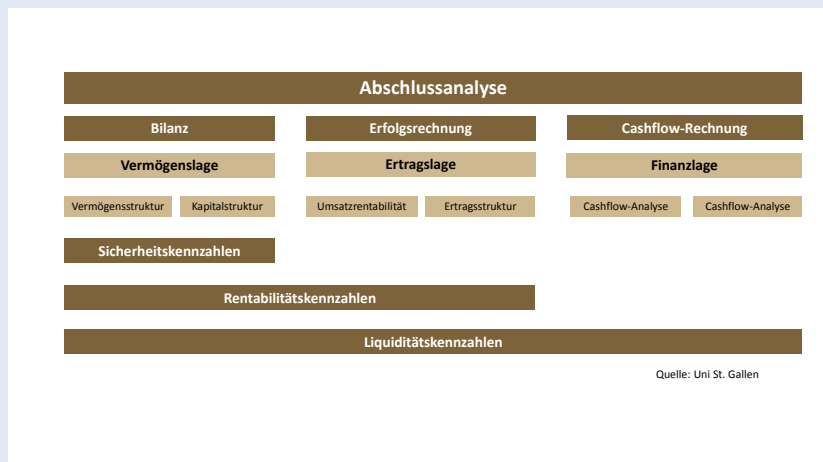 Abschlussanalyse
Bilanz
Erfolgsrechnung
Cashflow-Rechnung
Vermögenslage
Ertragslage
Finanzlage
Vermögensstruktur
Kapitalstruktur
Umsatzrentabilität
Ertragsstruktur
Cashflow-Analyse
Cashflow-Analyse
Sicherheitskennzahlen
Rentabilitätskennzahlen
Liquiditätskennzahlen
Quelle: Uni St. Gallen